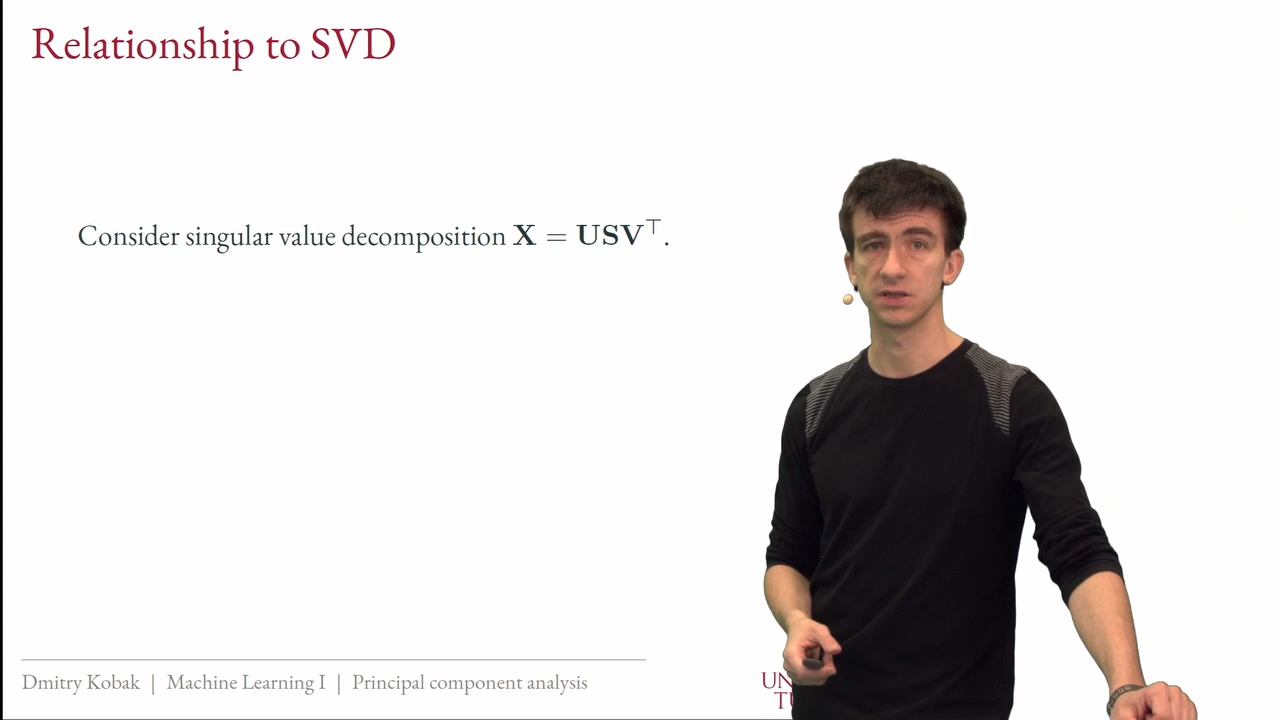 Relationship to SVD
Consider singular value decomposition X = USV⊤.
Dmitry Kobak | Machine Learning I | Principal component analysis